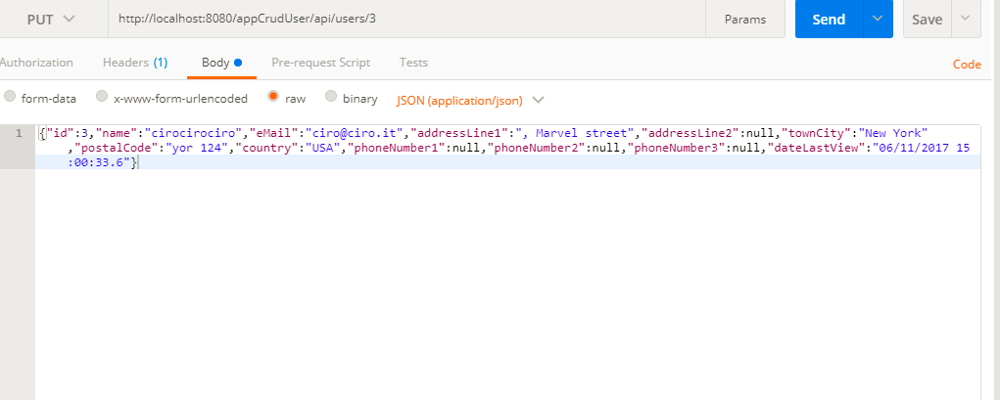 PUT http://localhost:8080/appCrudUser/api/users/3 Params Send Save
Authorization Headers (1) Body Pre-request Script Tests Code
form-data x-www-form-urlencoded raw binary JSON (application/json)
1 {"id":3,"name":"cirocirociro","eMail":"ciro@ciro.it","addressLine1":", Marvel street","addressLine2":null,"townCity":"New York"
,"postalCode":"yor 124","country":"USA","phoneNumber1":null,"phoneNumber2":null,"phoneNumber3":null,"dateLastView":"06/11/2017 15
:00:33.6"}